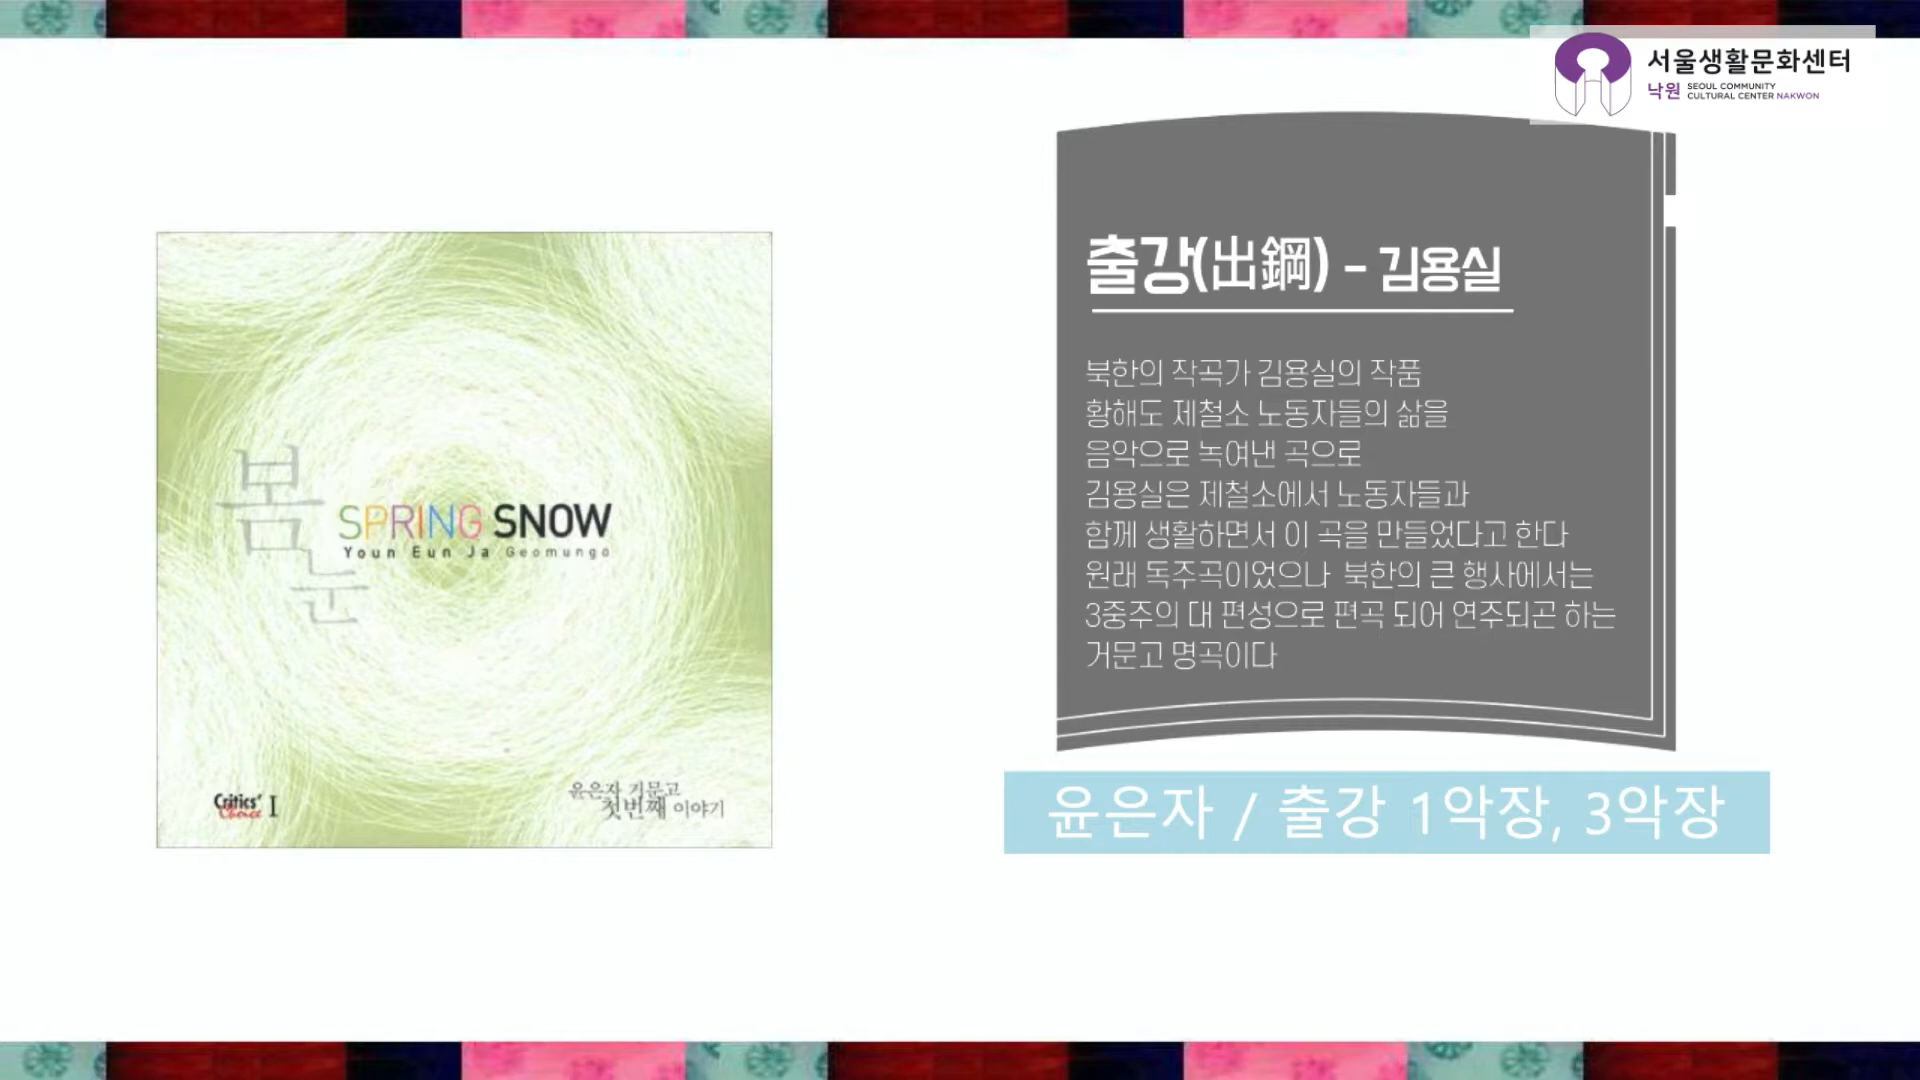 서울생활문화센터
낙원 SEOUL COMMUNITY
CULTURAL CENTER NAKWON
봄
눈
SPRING SNOW
Youn Eun Ja Geomungo
Critics' Choice I
윤은자 거문고
첫번째 이야기
출강(出鋼) - 김용실
북한의 작곡가 김용실의 작품
황해도 제철소 노동자들의 삶을
음악으로 녹여낸 곡으로
김용실은 제철소에서 노동자들과
함께 생활하면서 이 곡을 만들었다고 한다
원래 독주곡이었으나 북한의 큰 행사에서는
3중주의 대 편성으로 편곡 되어 연주되곤 하는
거문고 명곡이다
윤은자 / 출강 1악장, 3악장